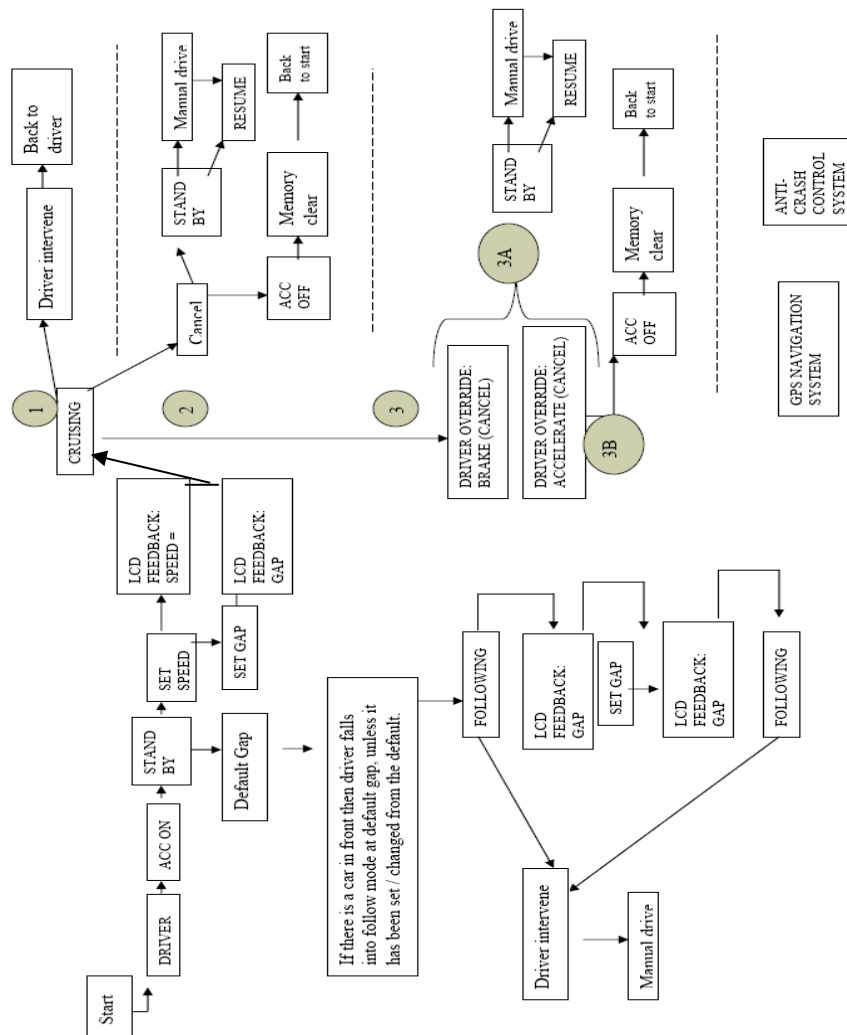 Start
DRIVER
ACC ON
STAND
BY
SET
SPEED
LCD
FEEDBACK:
SPEED =
SET GAP
LCD
FEEDBACK:
GAP
Default Gap
If there is a car in front then driver falls
into follow mode at default gap, unless it
has been set / changed from the default.
FOLLOWING
LCD
FEEDBACK:
GAP
SET GAP
LCD
FEEDBACK:
GAP
FOLLOWING
Driver intervene
Manual drive
CRUISING
1
Driver intervene
Back to
driver
2
Cancel
STAND
BY
Manual drive
RESUME
ACC
OFF
Memory
clear
Back
to start
3
DRIVER OVERRIDE:
BRAKE (CANCEL)
DRIVER OVERRIDE:
ACCELERATE (CANCEL)
3A
STAND
BY
Manual drive
RESUME
3B
ACC
OFF
Memory
clear
Back
to start
GPS NAVIGATION
SYSTEM
ANTI-
CRASH
CONTROL
SYSTEM